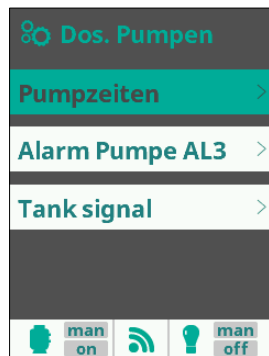 Dos. Pumpen
Pumpzeiten
Alarm Pumpe AL3
Tank signal
man man
on off